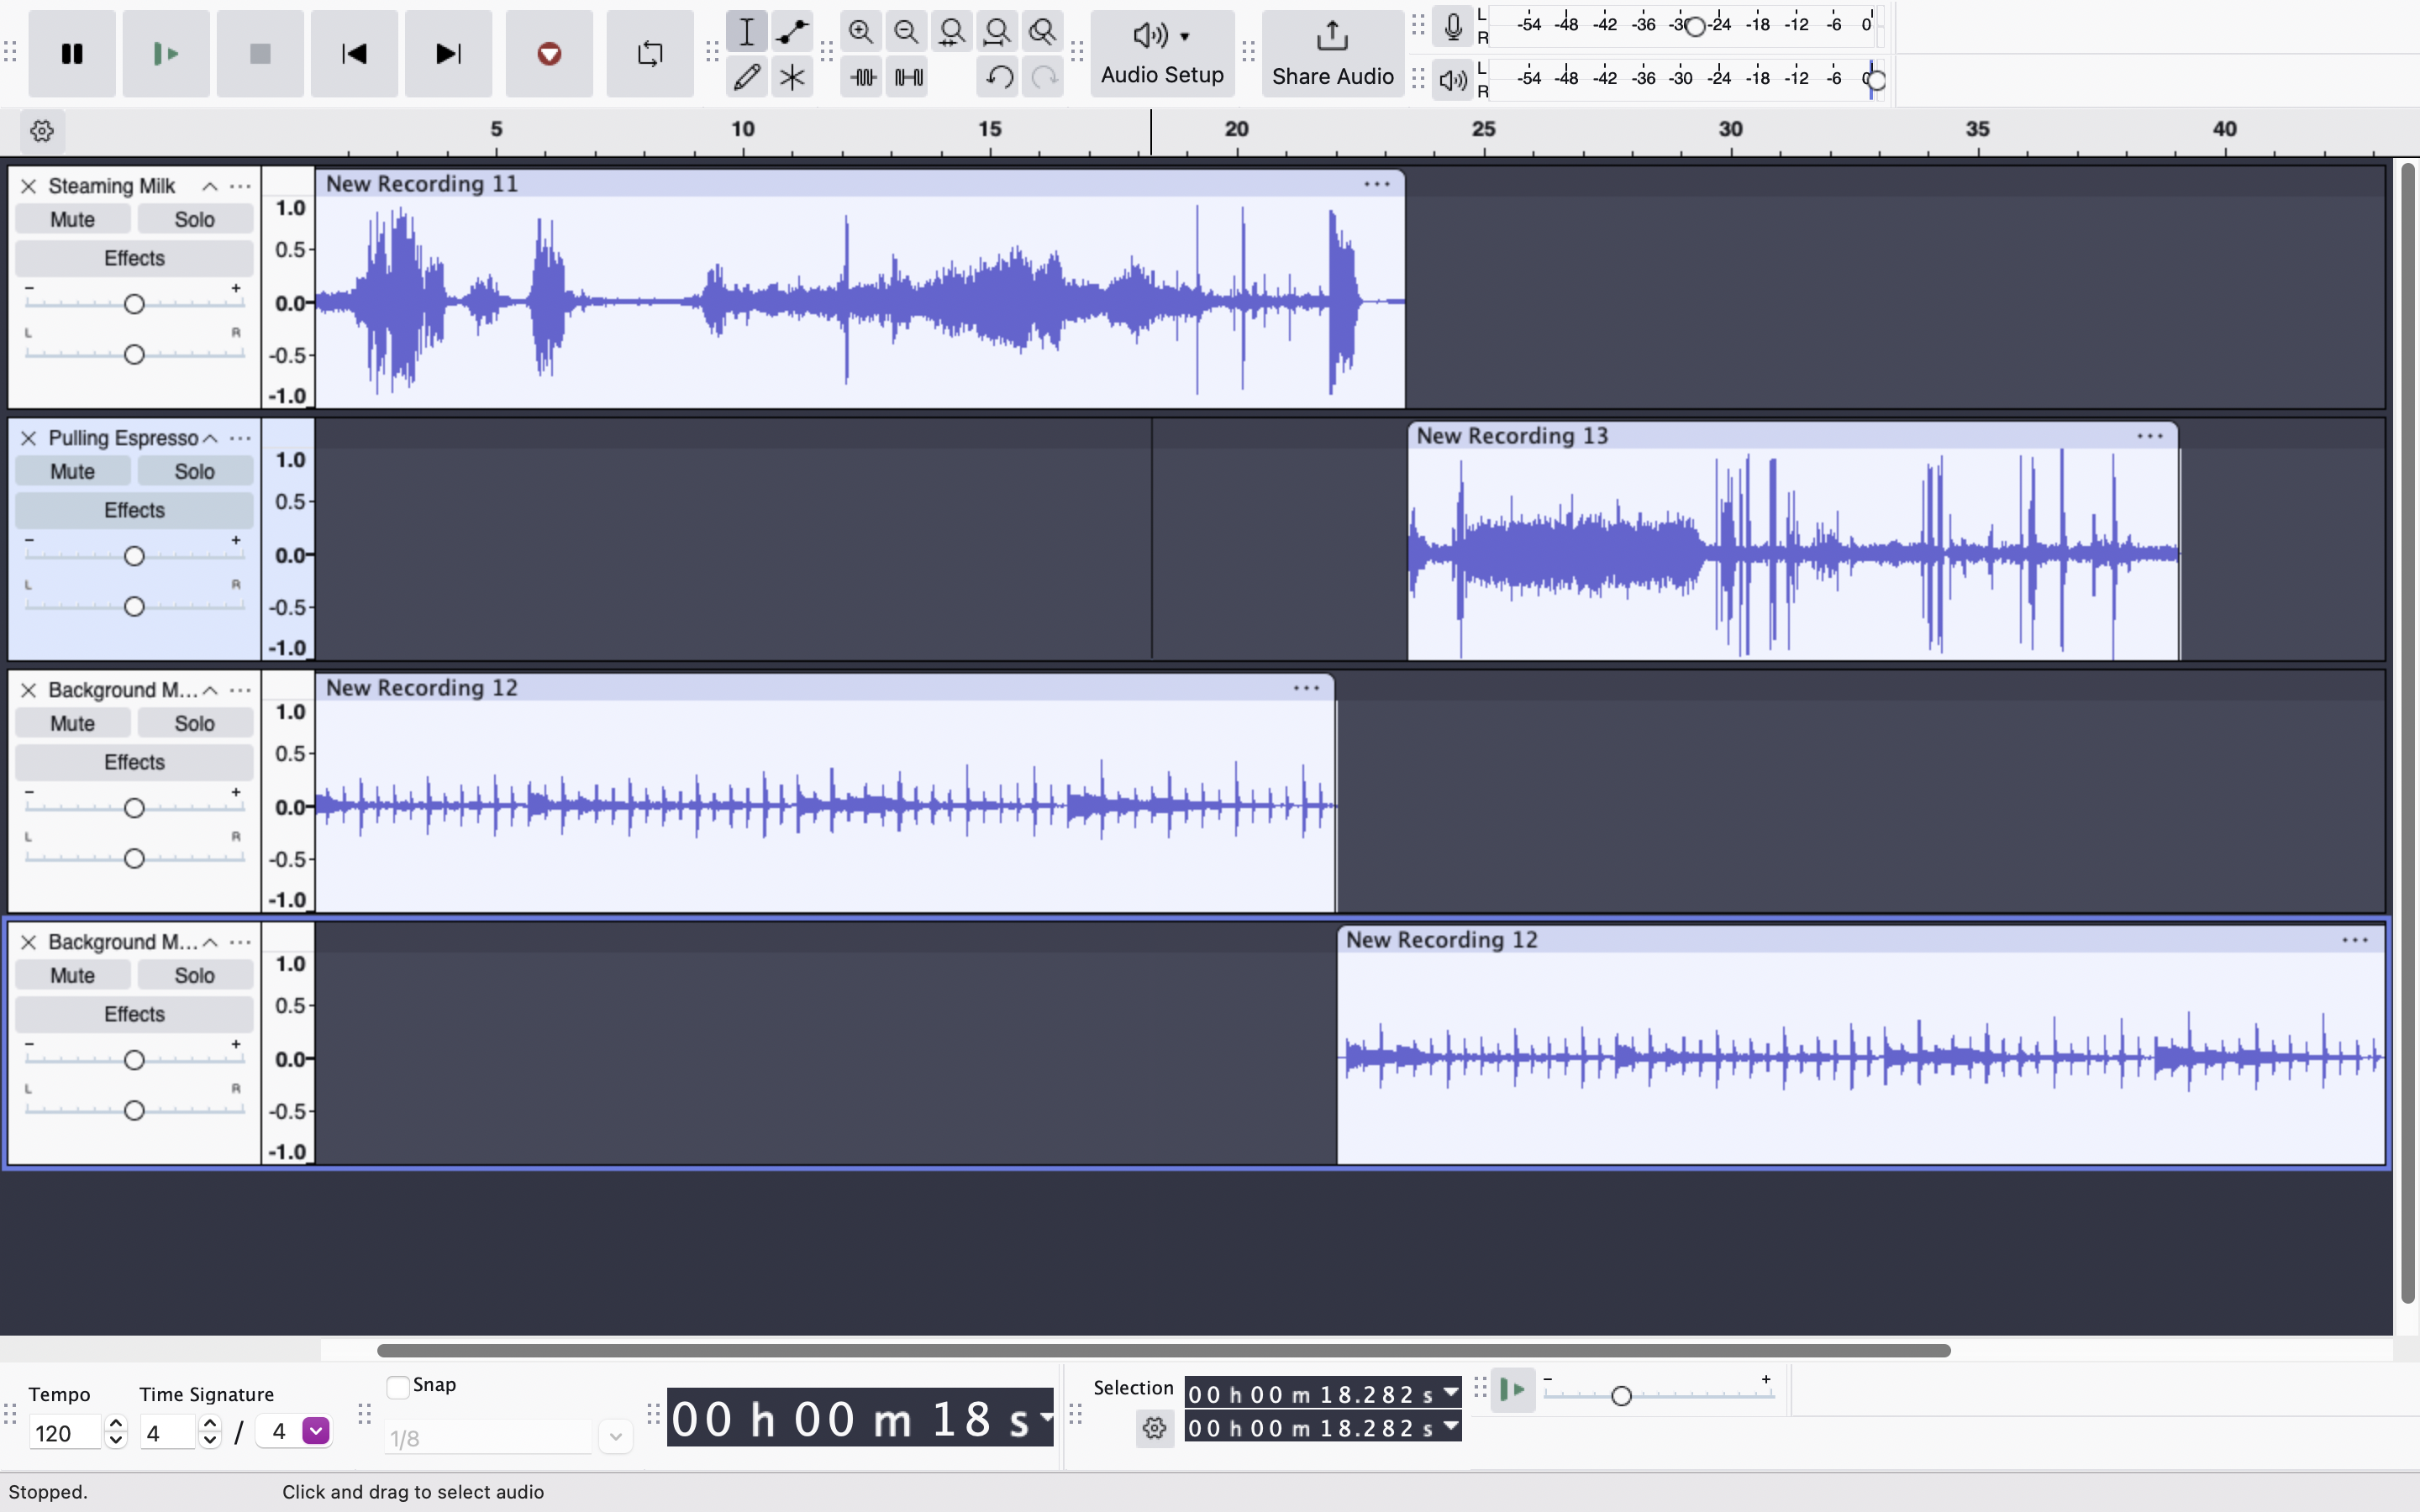 Audio Setup
Share Audio
L -54 -48 -42 -36 -30 -24 -18 -12 -6 0
R
L -54 -48 -42 -36 -30 -24 -18 -12 -6 0
R
5 10 15 20 25 30 35 40
Steaming Milk
Mute Solo
Effects
- +
L R
1.0
0.5
0.0
-0.5
-1.0
New Recording 11
Pulling Espresso
Mute Solo
Effects
- +
L R
1.0
0.5
0.0
-0.5
-1.0
New Recording 13
Background M...
Mute Solo
Effects
- +
L R
1.0
0.5
0.0
-0.5
-1.0
New Recording 12
Background M...
Mute Solo
Effects
- +
L R
1.0
0.5
0.0
-0.5
-1.0
New Recording 12
Tempo
120
Time Signature
4 / 4
Snap
1/8
00 h 00 m 18 s
Selection
00 h 00 m 18.282 s
00 h 00 m 18.282 s
- +
Stopped.
Click and drag to select audio